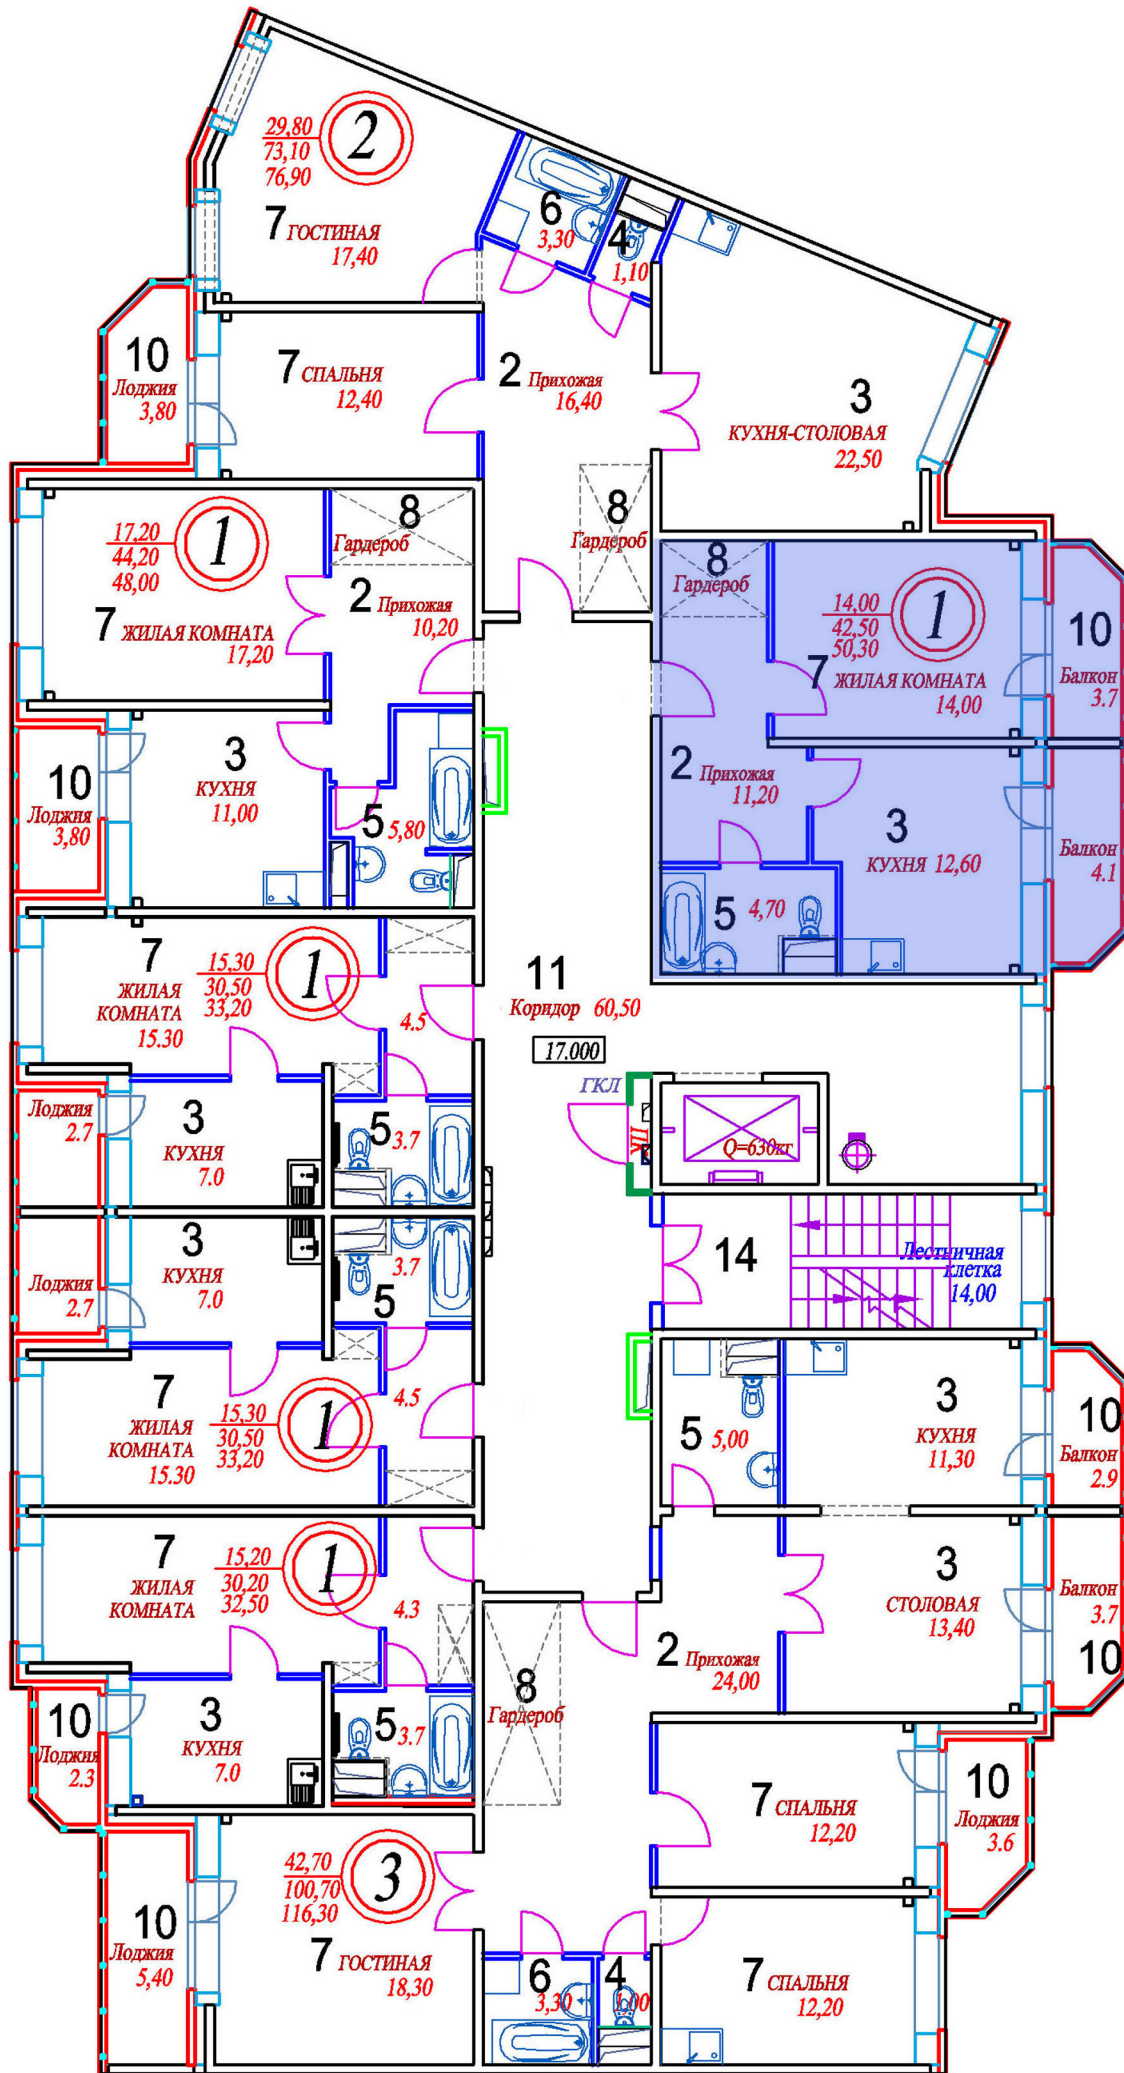 29,80
73,10
76,90
2
7 ГОСТИНАЯ
17,40
6
3,30
4
1,10
10
Лоджия
3,80
7 СПАЛЬНЯ
12,40
2 Прихожая
16,40
3
КУХНЯ-СТОЛОВАЯ
22,50
8
Гардероб
17,20
44,20
48,00
1
7 ЖИЛАЯ КОМНАТА
17,20
8
Гардероб
2 Прихожая
10,20
10
Лоджия
3,80
3
КУХНЯ
11,00
5 5,80
8
Гардероб
14,00
42,50
50,30
1
7 ЖИЛАЯ КОМНАТА
14,00
10
Балкон
3.7
2 Прихожая
11,20
3
КУХНЯ 12,60
Балкон
4.1
5 4,70
7
ЖИЛАЯ
КОМНАТА
15.30
15,30
30,50
33,20
1
4.5
11
Коридор 60,50
17.000
ГКЛ
ПК
Q=630кг
Лоджия
2.7
3
КУХНЯ
7.0
5 3.7
Лоджия
2.7
3
КУХНЯ
7.0
3.7
5
14
Лестничная
клетка
14,00
7
ЖИЛАЯ
КОМНАТА
15.30
15,30
30,50
33,20
1
4.5
5 5,00
3
КУХНЯ
11,30
10
Балкон
2.9
7
ЖИЛАЯ
КОМНАТА
15,20
30,20
32,50
1
4.3
2 Прихожая
24,00
3
СТОЛОВАЯ
13,40
Балкон
3.7
10
10
Лоджия
2.3
3
КУХНЯ
7.0
5 3.7
8
Гардероб
7 СПАЛЬНЯ
12,20
10
Лоджия
3.6
42,70
100,70
116,30
3
10
Лоджия
5,40
7 ГОСТИНАЯ
18,30
6
3,30
4
1,00
7 СПАЛЬНЯ
12,20